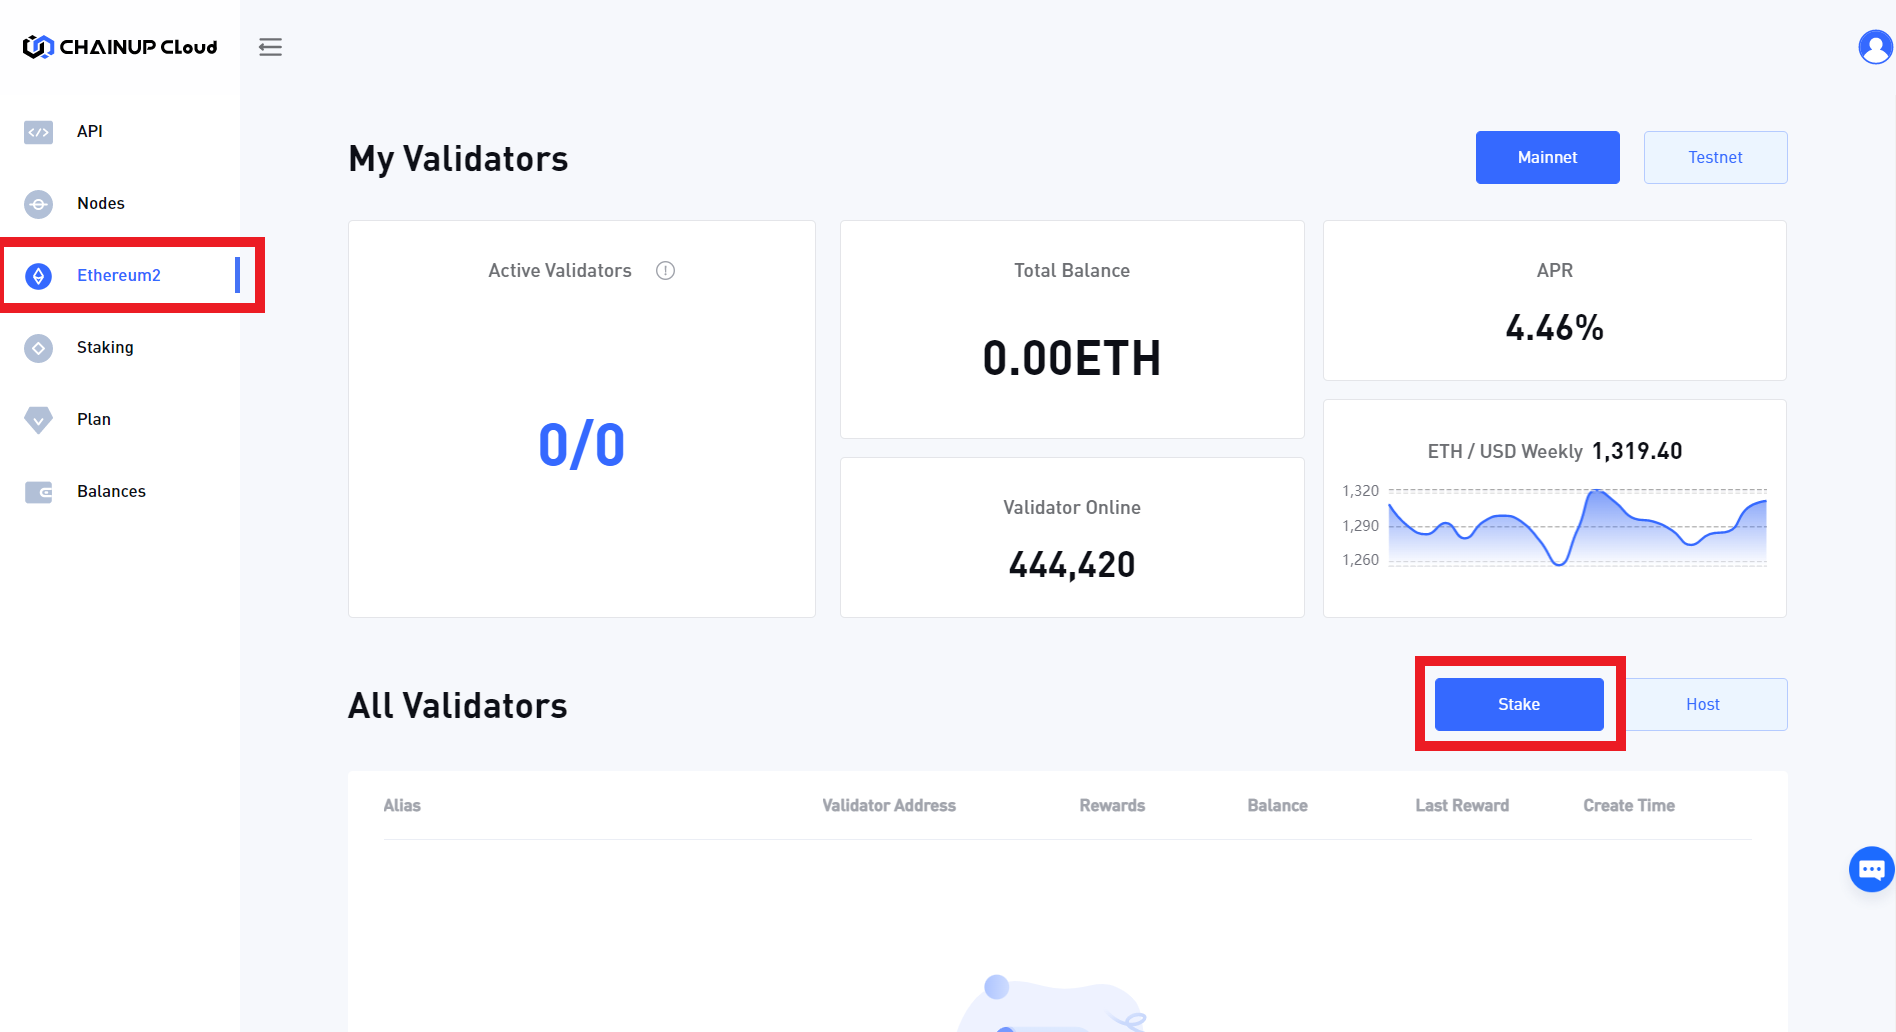 CHAINUP Cloud
API
Nodes
Ethereum2
Staking
Plan
Balances
My Validators
Mainnet
Testnet
Active Validators
0/0
Total Balance
0.00ETH
Validator Online
444,420
APR
4.46%
ETH / USD Weekly 1,319.40
1,320
1,290
1,260
All Validators
Stake
Host
Alias Validator Address Rewards Balance Last Reward Create Time